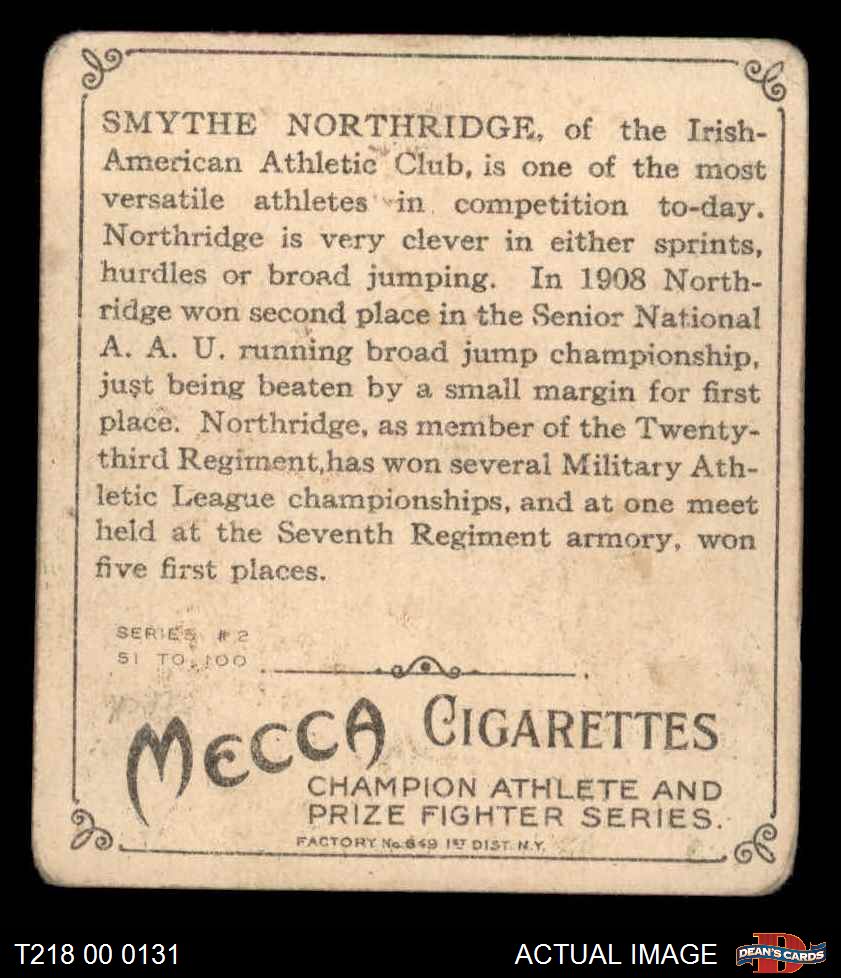 SMYTHE NORTHRIDGE, of the Irish-
American Athletic Club, is one of the most
versatile athletes in competition to-day.
Northridge is very clever in either sprints,
hurdles or broad jumping. In 1908 North-
ridge won second place in the Senior National
A. A. U. running broad jump championship,
just being beaten by a small margin for first
place. Northridge, as member of the Twenty-
third Regiment, has won several Military Ath-
letic League championships, and at one meet
held at the Seventh Regiment armory, won
five first places.
SERIES #2
51 TO 100
MECCA CIGARETTES
CHAMPION ATHLETE AND
PRIZE FIGHTER SERIES.
FACTORY No. 649 1ST DIST. N.Y.
T218 00 0131 ACTUAL IMAGE D DEAN'S CARDS